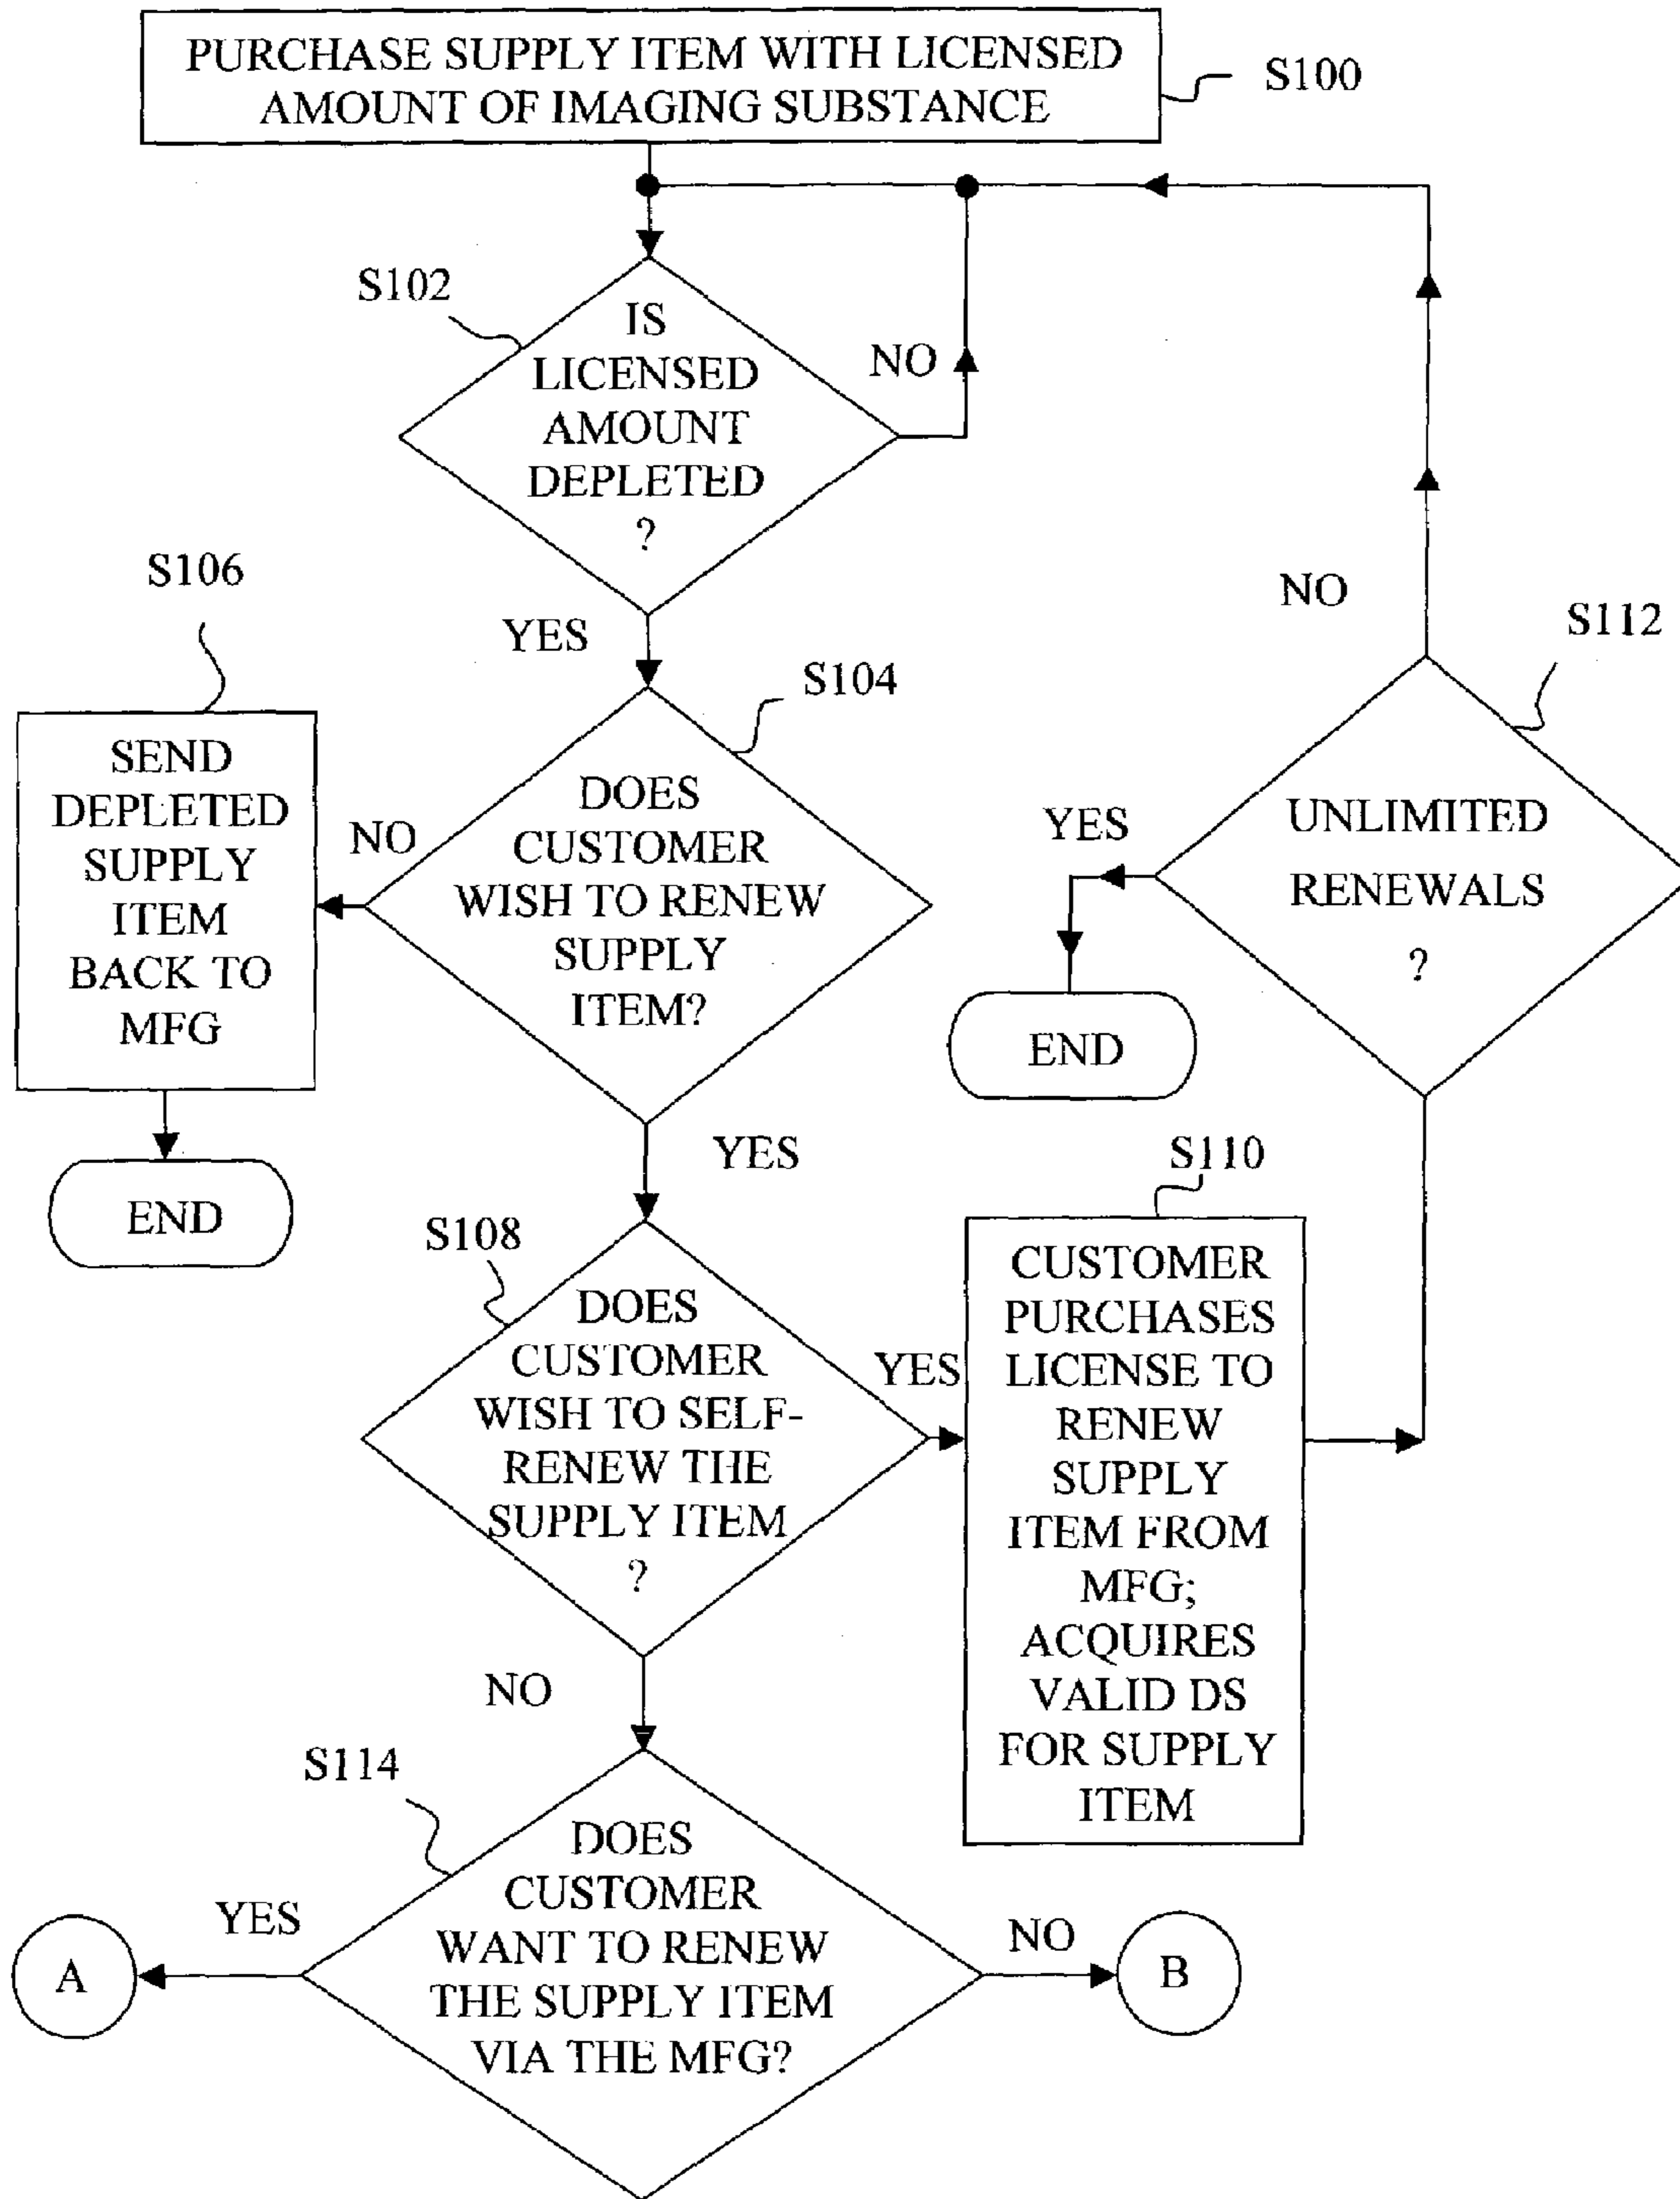 PURCHASE SUPPLY ITEM WITH LICENSED
AMOUNT OF IMAGING SUBSTANCE
S100
S102
IS
LICENSED
AMOUNT
DEPLETED
?
NO
YES
S106
SEND
DEPLETED
SUPPLY
ITEM
BACK TO
MFG
END
NO
S104
DOES
CUSTOMER
WISH TO RENEW
SUPPLY
ITEM?
YES
S112
NO
UNLIMITED
RENEWALS
?
YES
END
S108
DOES
CUSTOMER
WISH TO SELF-
RENEW THE
SUPPLY ITEM
?
YES
NO
S110
CUSTOMER
PURCHASES
LICENSE TO
RENEW
SUPPLY
ITEM FROM
MFG;
ACQUIRES
VALID DS
FOR SUPPLY
ITEM
S114
DOES
CUSTOMER
WANT TO RENEW
THE SUPPLY ITEM
VIA THE MFG?
YES
A
NO
B